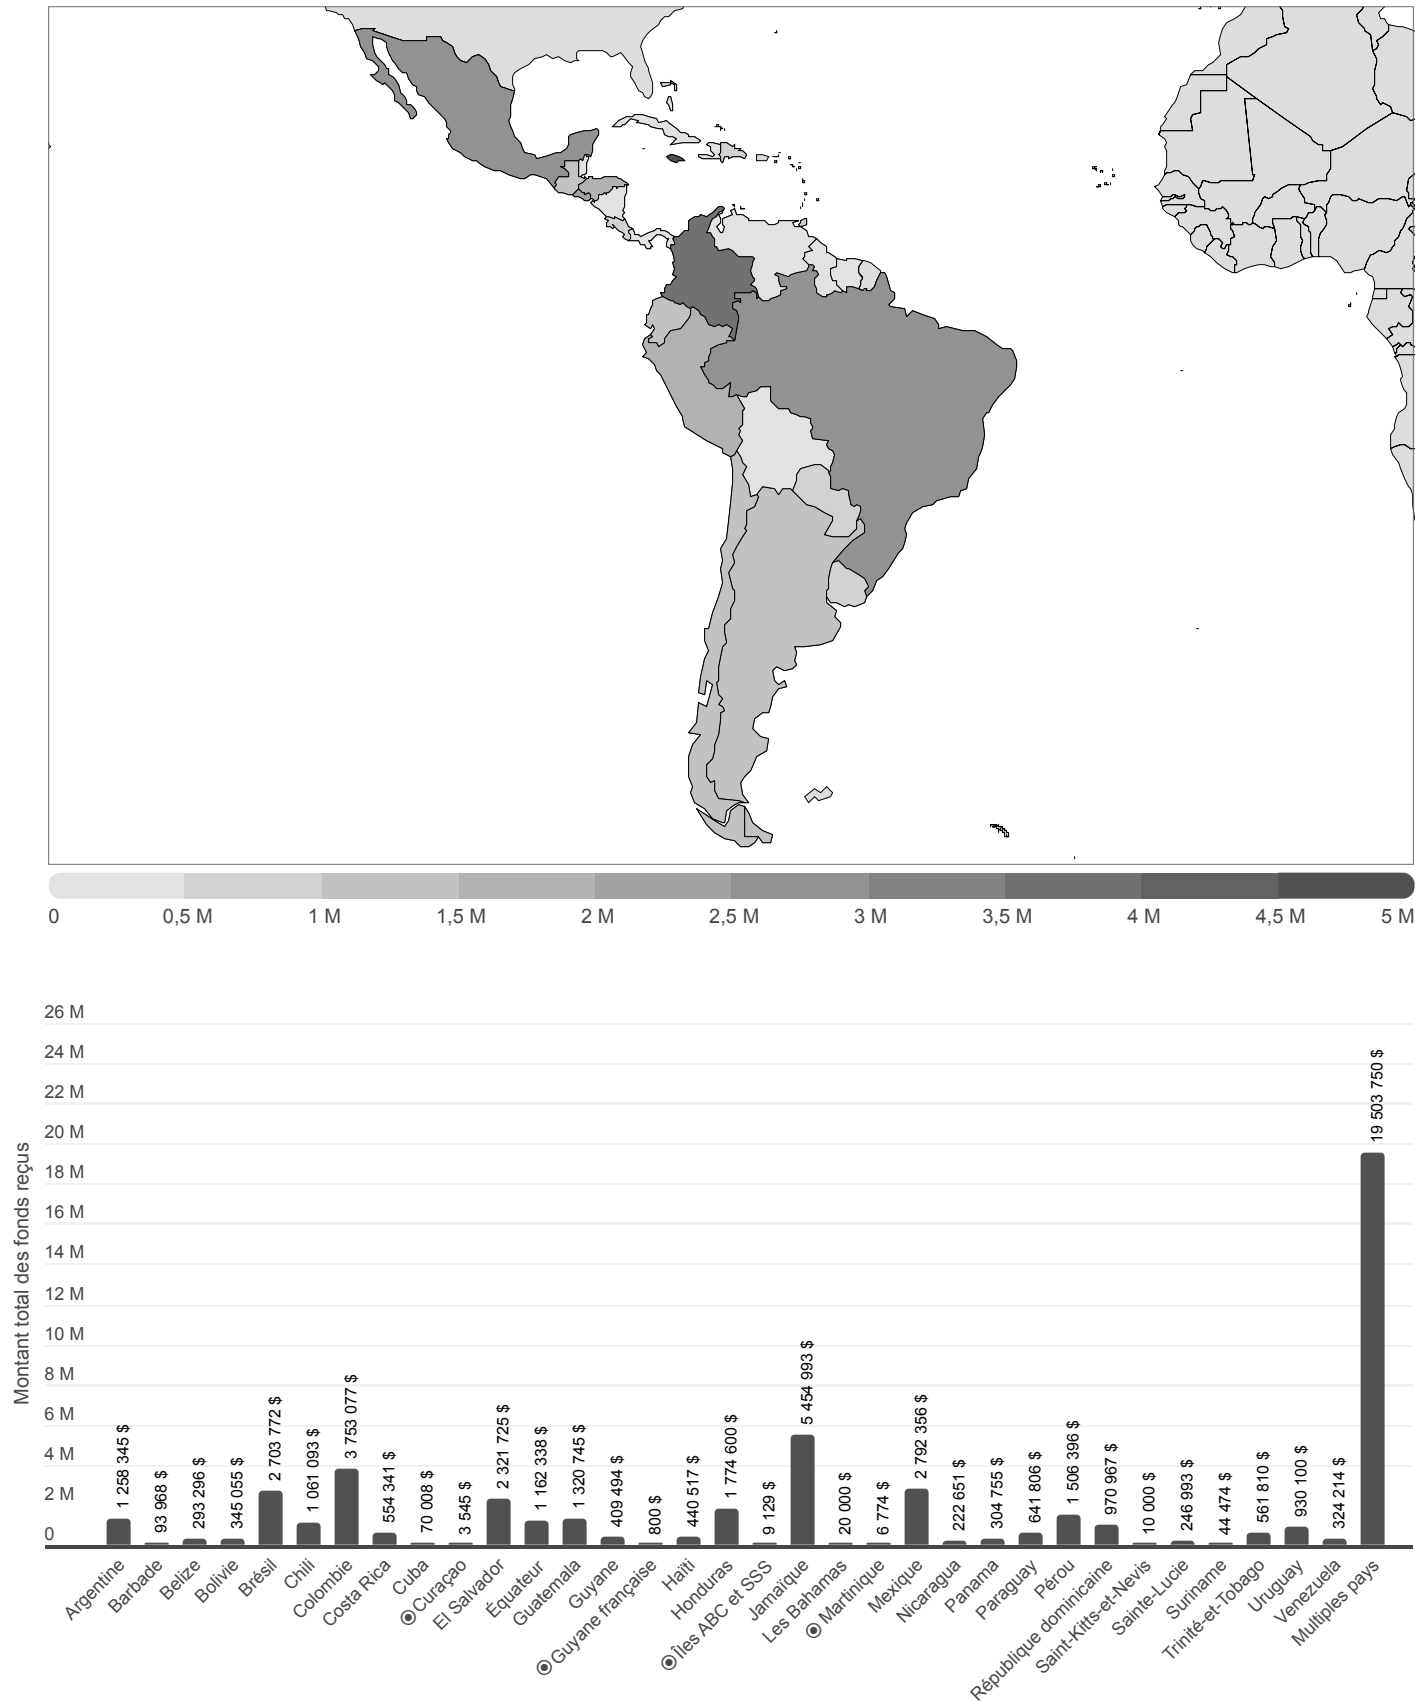 0
0,5 M
1 M
1,5 M
2 M
2,5 M
3 M
3,5 M
4 M
4,5 M
5 M
Montant total des fonds reçus
26 M
24 M
22 M
20 M
18 M
16 M
14 M
12 M
10 M
8 M
6 M
4 M
2 M
0
1 258 345 $
93 968 $
293 296 $
345 055 $
2 703 772 $
1 061 093 $
3 753 077 $
554 341 $
70 008 $
3 545 $
2 321 725 $
1 162 338 $
1 320 745 $
409 494 $
800 $
440 517 $
1 774 600 $
9 129 $
5 454 993 $
20 000 $
6 774 $
2 792 356 $
222 651 $
304 755 $
641 806 $
1 506 396 $
970 967 $
10 000 $
246 993 $
44 474 $
561 810 $
930 100 $
324 214 $
19 503 750 $
Argentine
Barbade
Belize
Bolivie
Brésil
Chili
Colombie
Costa Rica
Cuba
Curaçao
El Salvador
Équateur
Guatemala
Guyane
Guyane française
Haïti
Honduras
Îles ABC et SSS
Jamaïque
Les Bahamas
Martinique
Mexique
Nicaragua
Panama
Paraguay
Pérou
République dominicaine
Saint-Kitts-et-Nevis
Sainte-Lucie
Suriname
Trinité-et-Tobago
Uruguay
Venezuela
Multiples pays